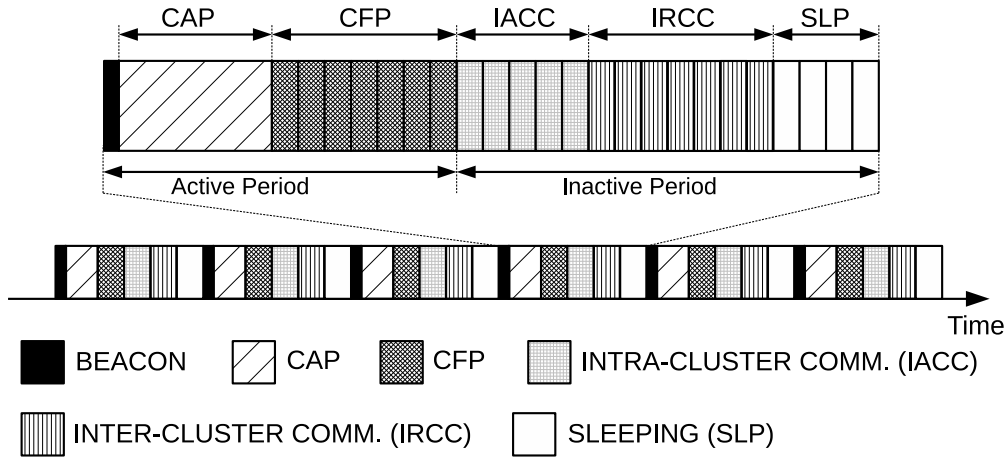 CAP CFP IACC IRCC SLP
Active Period Inactive Period
Time
BEACON CAP CFP INTRA-CLUSTER COMM. (IACC)
INTER-CLUSTER COMM. (IRCC) SLEEPING (SLP)